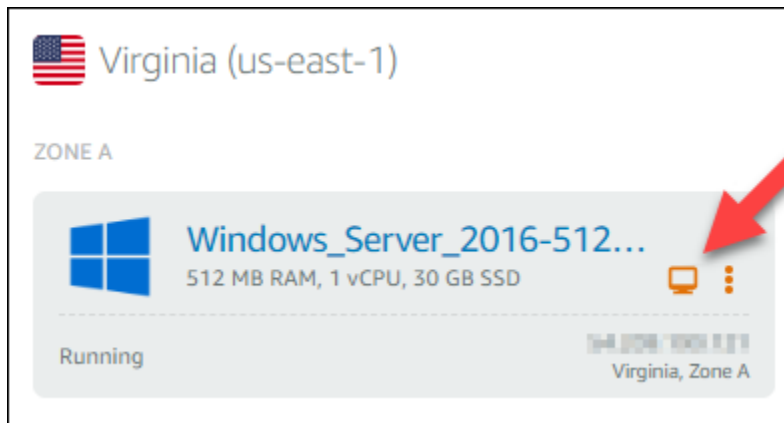 Virginia (us-east-1)
ZONE A
Windows_Server_2016-512...
512 MB RAM, 1 vCPU, 30 GB SSD
Running
Virginia, Zone A